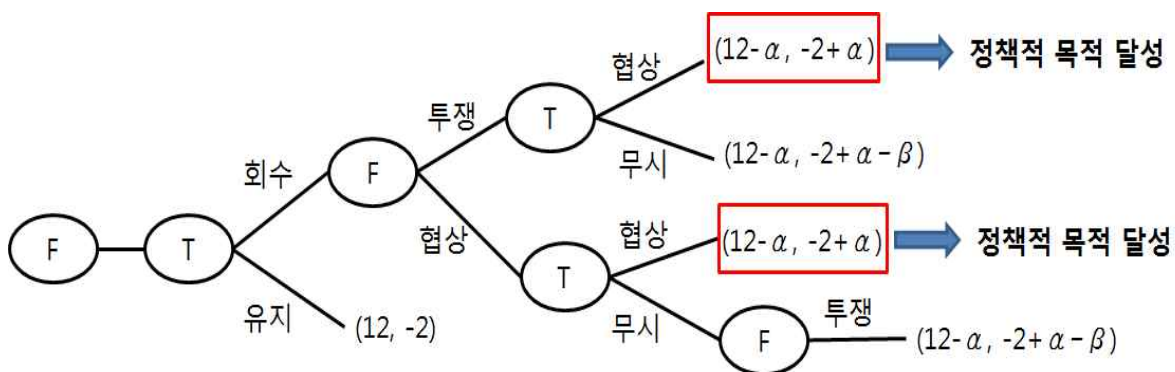 협상
(12-α, -2+α)
정책적 목적 달성
투쟁
T
무시
(12-α, -2+α-β)
회수
F
F
T
협상
협상
(12-α, -2+α)
정책적 목적 달성
T
유지
(12, -2)
무시
F
투쟁
(12-α, -2+α-β)